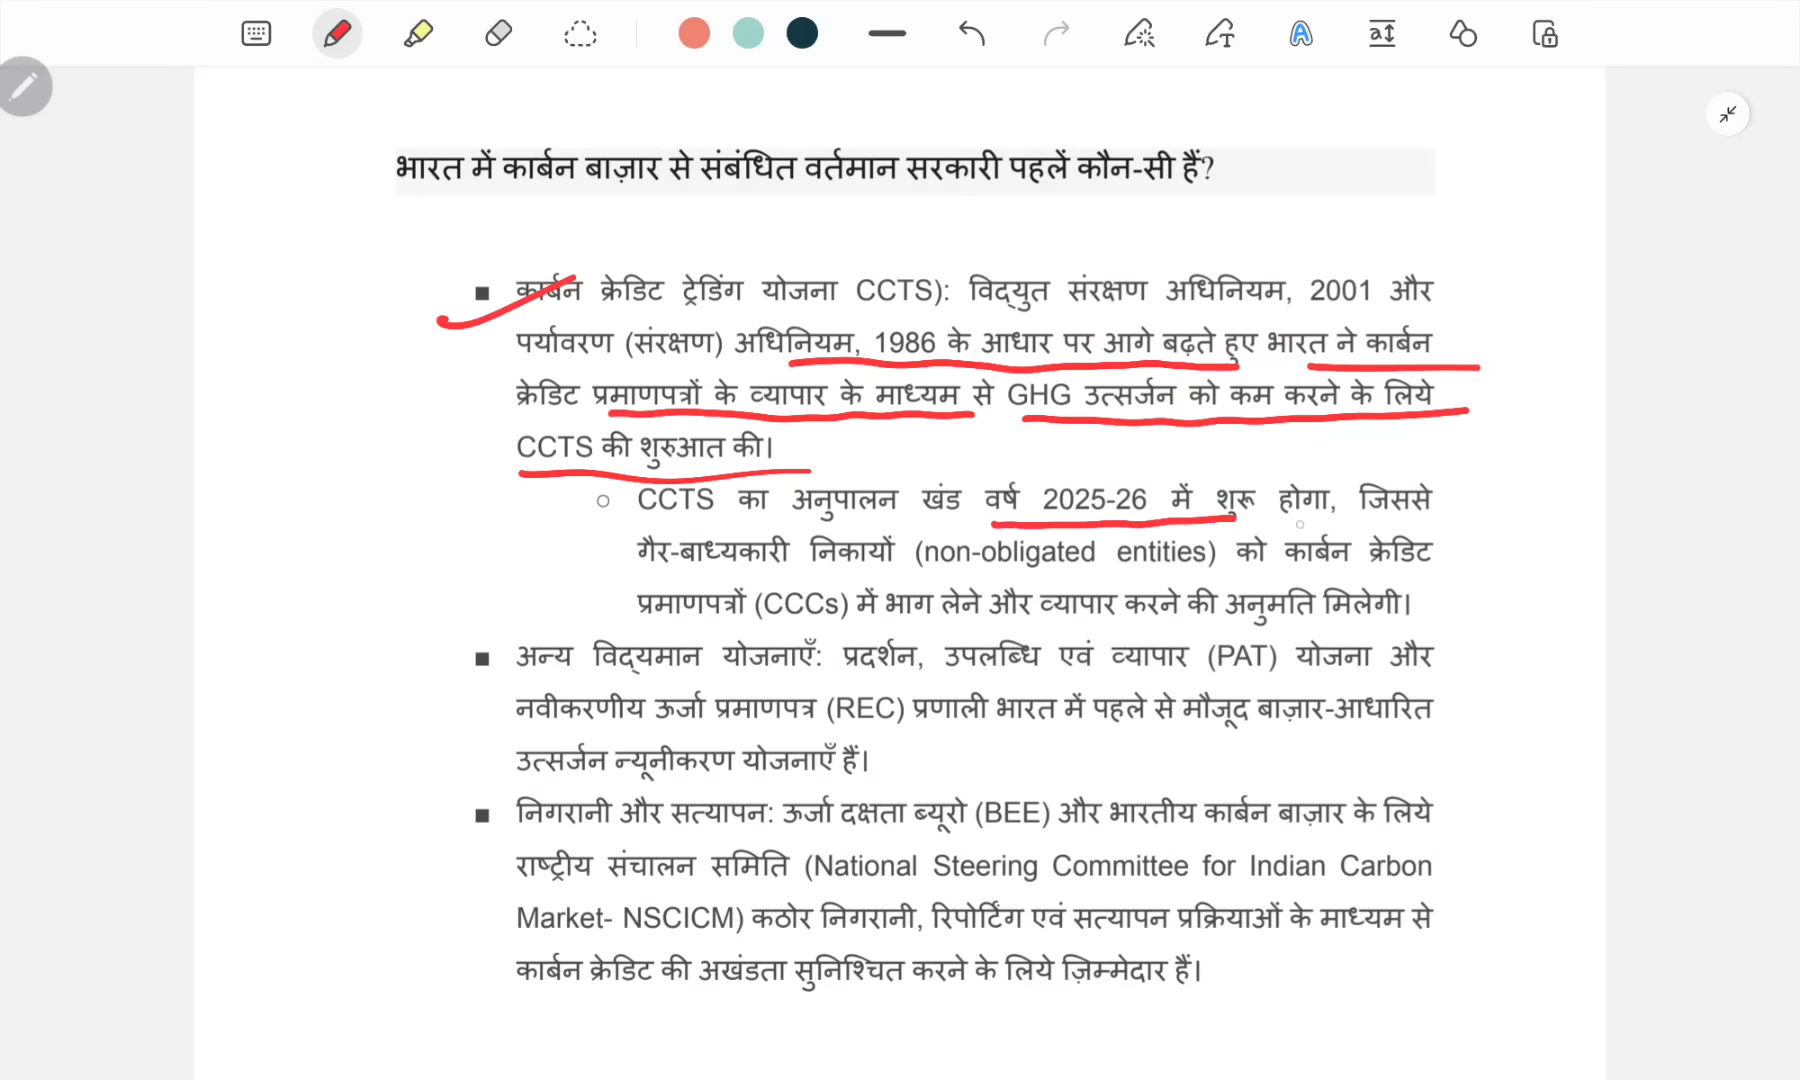 भारत में कार्बन बाज़ार से संबंधित वर्तमान सरकारी पहलें कौन-सी हैं?
■ कार्बन क्रेडिट ट्रेडिंग योजना CCTS): विद्युत संरक्षण अधिनियम, 2001 और
पर्यावरण (संरक्षण) अधिनियम, 1986 के आधार पर आगे बढ़ते हुए भारत ने कार्बन
क्रेडिट प्रमाणपत्रों के व्यापार के माध्यम से GHG उत्सर्जन को कम करने के लिये
CCTS की शुरुआत की।
○ CCTS का अनुपालन खंड वर्ष 2025-26 में शुरू होगा, जिससे
गैर-बाध्यकारी निकायों (non-obligated entities) को कार्बन क्रेडिट
प्रमाणपत्रों (CCCs) में भाग लेने और व्यापार करने की अनुमति मिलेगी।
■ अन्य विद्यमान योजनाएँ: प्रदर्शन, उपलब्धि एवं व्यापार (PAT) योजना और
नवीकरणीय ऊर्जा प्रमाणपत्र (REC) प्रणाली भारत में पहले से मौजूद बाज़ार-आधारित
उत्सर्जन न्यूनीकरण योजनाएँ हैं।
■ निगरानी और सत्यापन: ऊर्जा दक्षता ब्यूरो (BEE) और भारतीय कार्बन बाज़ार के लिये
राष्ट्रीय संचालन समिति (National Steering Committee for Indian Carbon
Market- NSCICM) कठोर निगरानी, रिपोर्टिंग एवं सत्यापन प्रक्रियाओं के माध्यम से
कार्बन क्रेडिट की अखंडता सुनिश्चित करने के लिये ज़िम्मेदार हैं।